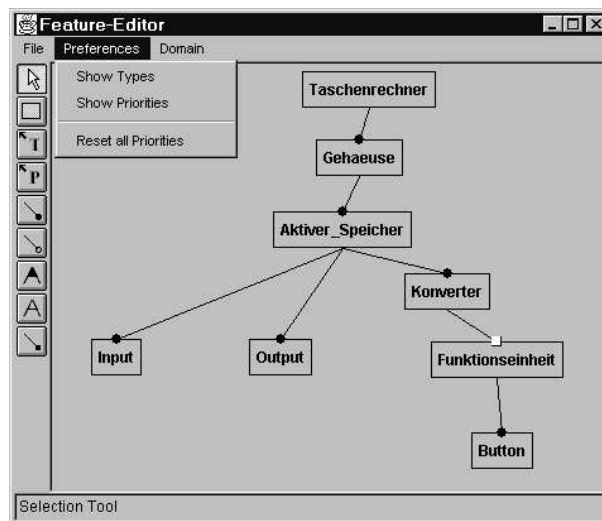 Feature-Editor
File Preferences Domain
Show Types
Show Priorities
Reset all Priorities
T
P
A
A
Taschenrechner
Gehaeuse
Aktiver_Speicher
Konverter
Input Output Funktionseinheit
Button
Selection Tool